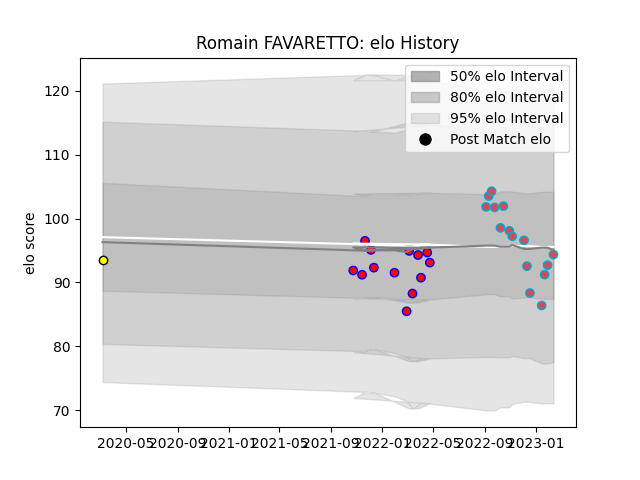 Romain FAVARETTO: elo History
50% elo Interval
80% elo Interval
95% elo Interval
Post Match elo
elo score
120
110
100
90
80
70
2020-05 2020-09 2021-01 2021-05 2021-09 2022-01 2022-05 2022-09 2023-01